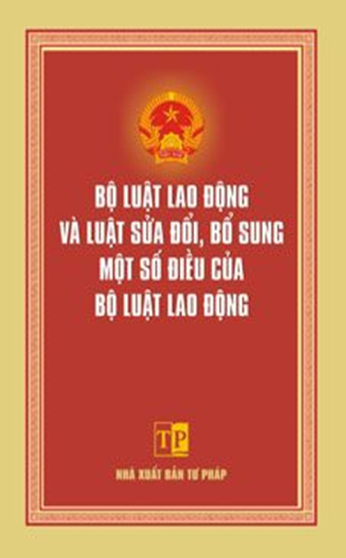 BỘ LUẬT LAO ĐỘNG
VÀ LUẬT SỬA ĐỔI, BỔ SUNG
MỘT SỐ ĐIỀU CỦA
BỘ LUẬT LAO ĐỘNG
TP
NHÀ XUẤT BẢN TƯ PHÁP